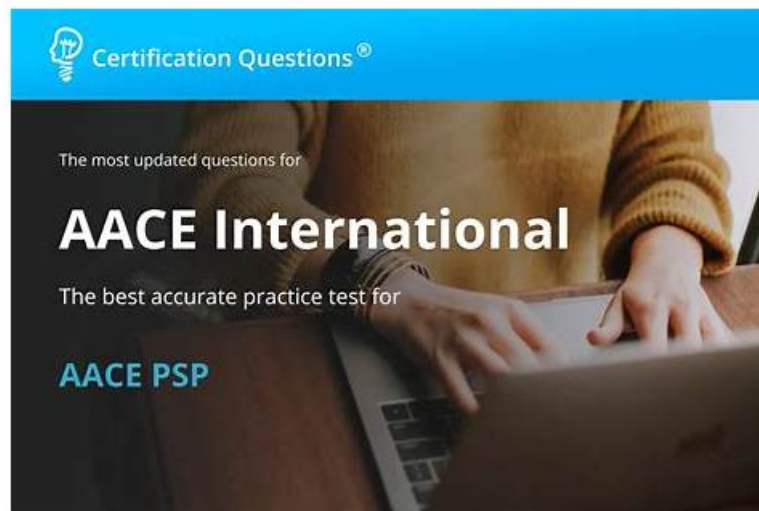 Certification Questions®
The most updated questions for
AACE International
The best accurate practice test for
AACE PSP